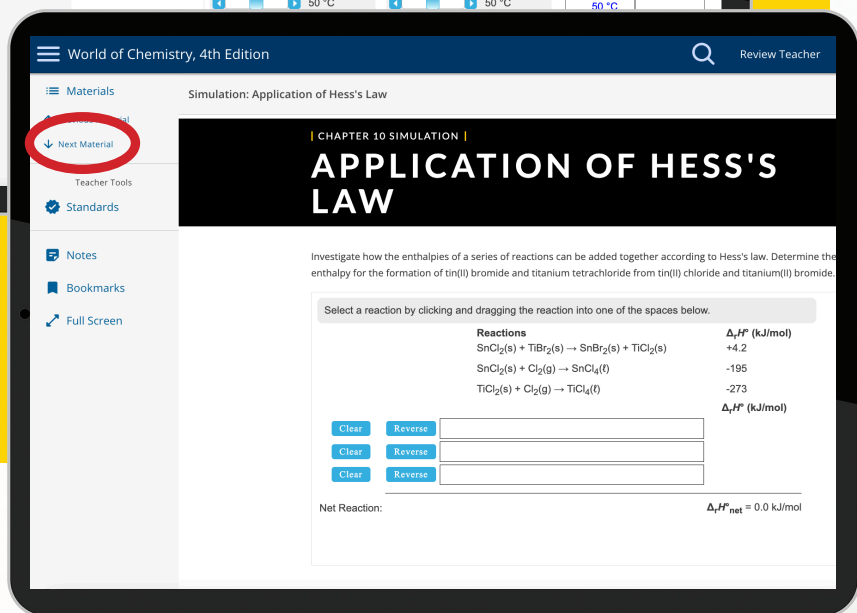 50 °C
50 °C
50 °C
World of Chemistry, 4th Edition
Review Teacher
Materials
Simulation: Application of Hess's Law
Next Material
Teacher Tools
Standards
Notes
Bookmarks
Full Screen
| CHAPTER 10 SIMULATION |
APPLICATION OF HESS'S
LAW
Investigate how the enthalpies of a series of reactions can be added together according to Hess's law. Determine the
enthalpy for the formation of tin(II) bromide and titanium tetrachloride from tin(II) chloride and titanium(II) bromide.
Select a reaction by clicking and dragging the reaction into one of the spaces below.
Reactions ΔᵣH° (kJ/mol)
SnCl₂(s) + TiBr₂(s) → SnBr₂(s) + TiCl₂(s) +4.2
SnCl₂(s) + Cl₂(g) → SnCl₄(ℓ) -195
TiCl₂(s) + Cl₂(g) → TiCl₄(ℓ) -273
ΔᵣH° (kJ/mol)
Clear Reverse
Clear Reverse
Clear Reverse
Net Reaction: ΔᵣH°net = 0.0 kJ/mol